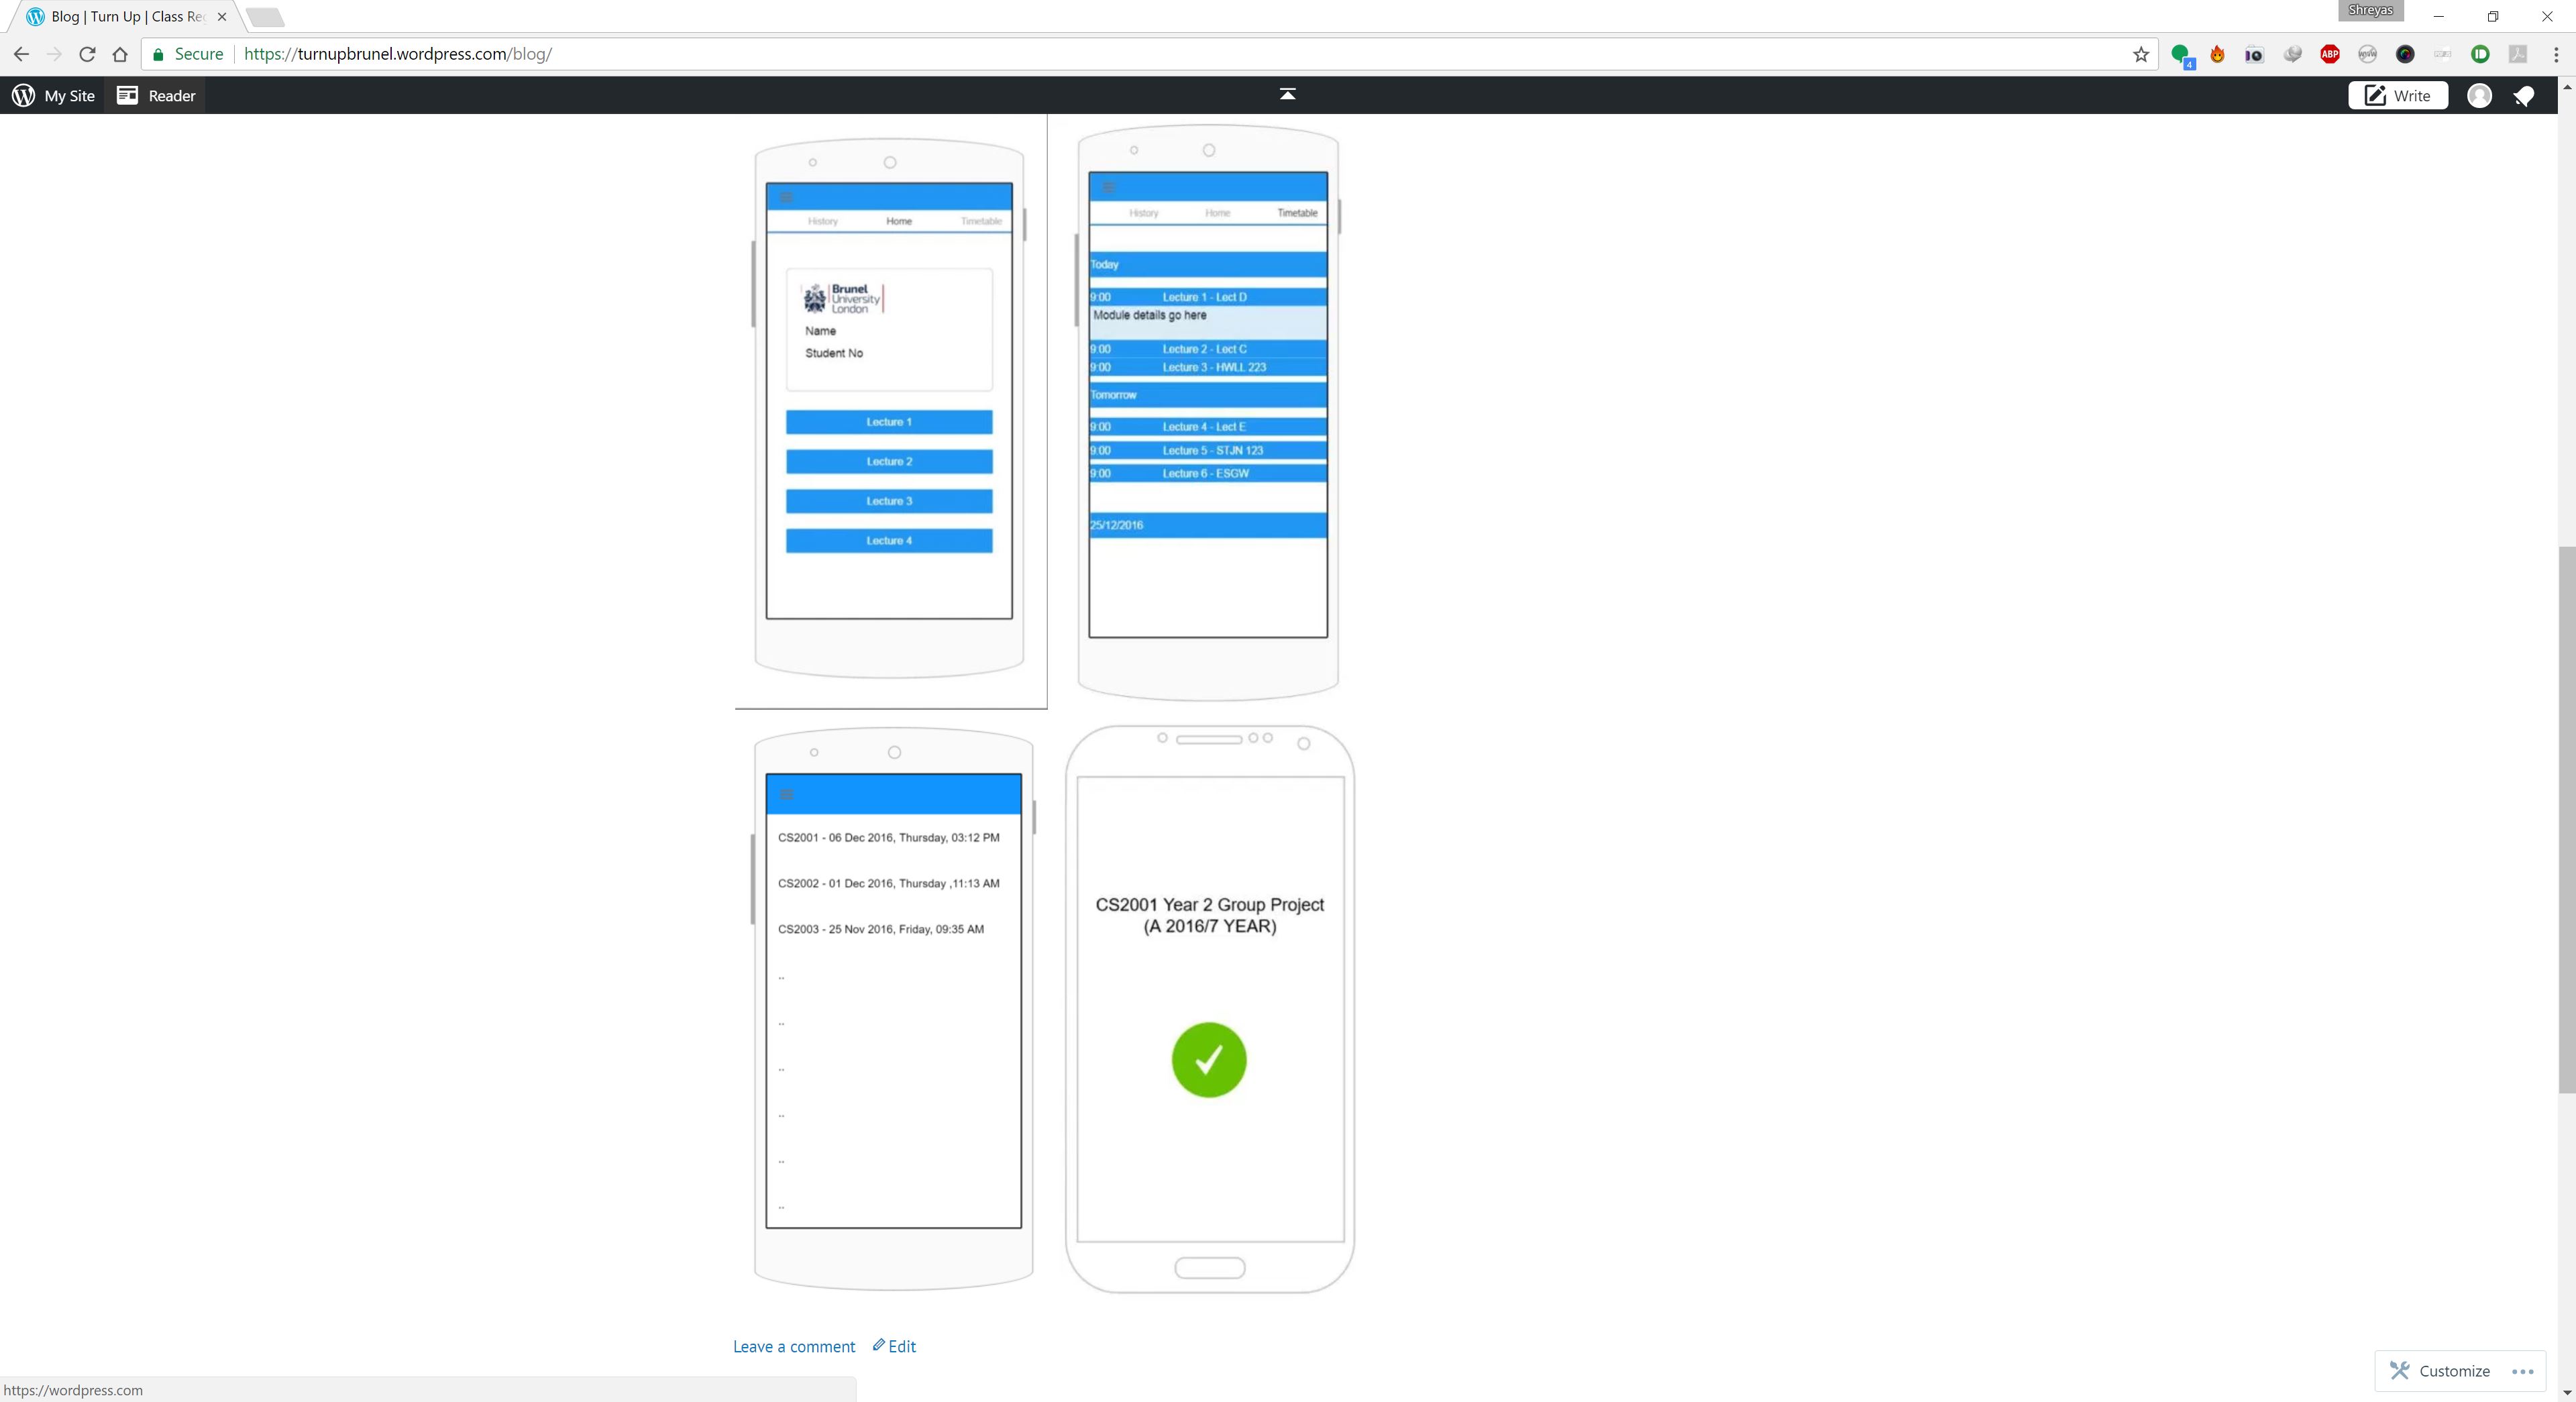 Blog | Turn Up | Class Re
Shreyas
Secure
https://turnupbrunel.wordpress.com/blog/
4
ABP
My Site
Reader
Write
History Home Timetable
Brunel
University
London
Name
Student No
Lecture 1
Lecture 2
Lecture 3
Lecture 4
History Home Timetable
Today
9:00 Lecture 1 - Lect D
Module details go here
9:00 Lecture 2 - Lect C
9:00 Lecture 3 - HWLL 223
Tomorrow
9:00 Lecture 4 - Lect E
9:00 Lecture 5 - STJN 123
9:00 Lecture 6 - ESGW
25/12/2016
CS2001 - 06 Dec 2016, Thursday, 03:12 PM
CS2002 - 01 Dec 2016, Thursday ,11:13 AM
CS2003 - 25 Nov 2016, Friday, 09:35 AM
..
..
..
..
..
..
CS2001 Year 2 Group Project
(A 2016/7 YEAR)
Leave a comment
Edit
Customize
https://wordpress.com